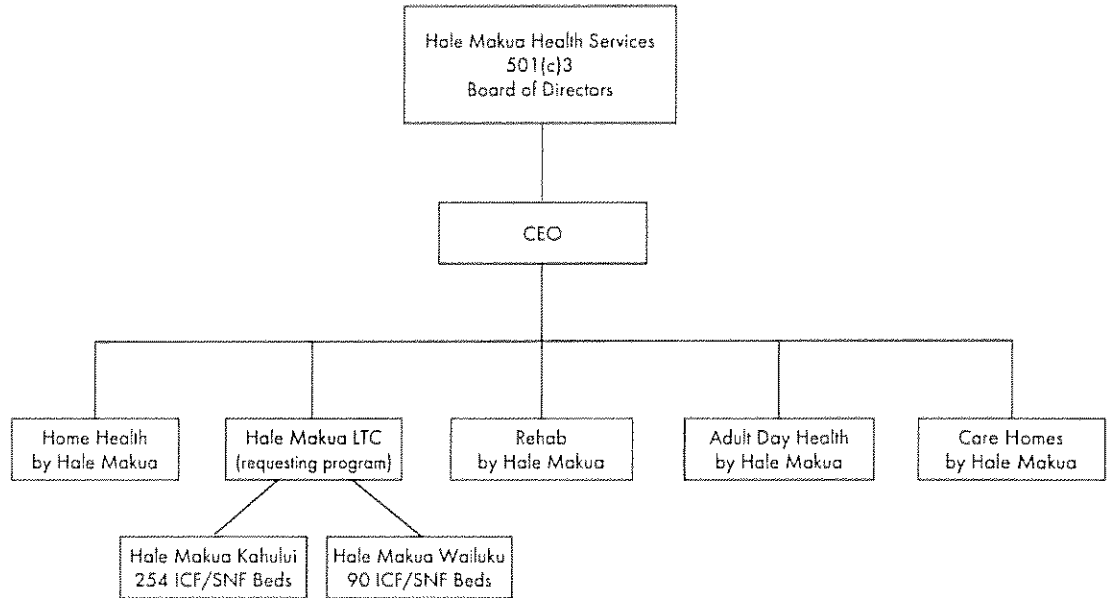 Hale Makua Health Services
501(c)3
Board of Directors
CEO
Home Health
by Hale Makua
Hale Makua LTC
(requesting program)
Rehab
by Hale Makua
Adult Day Health
by Hale Makua
Care Homes
by Hale Makua
Hale Makua Kahului
254 ICF/SNF Beds
Hale Makua Wailuku
90 ICF/SNF Beds